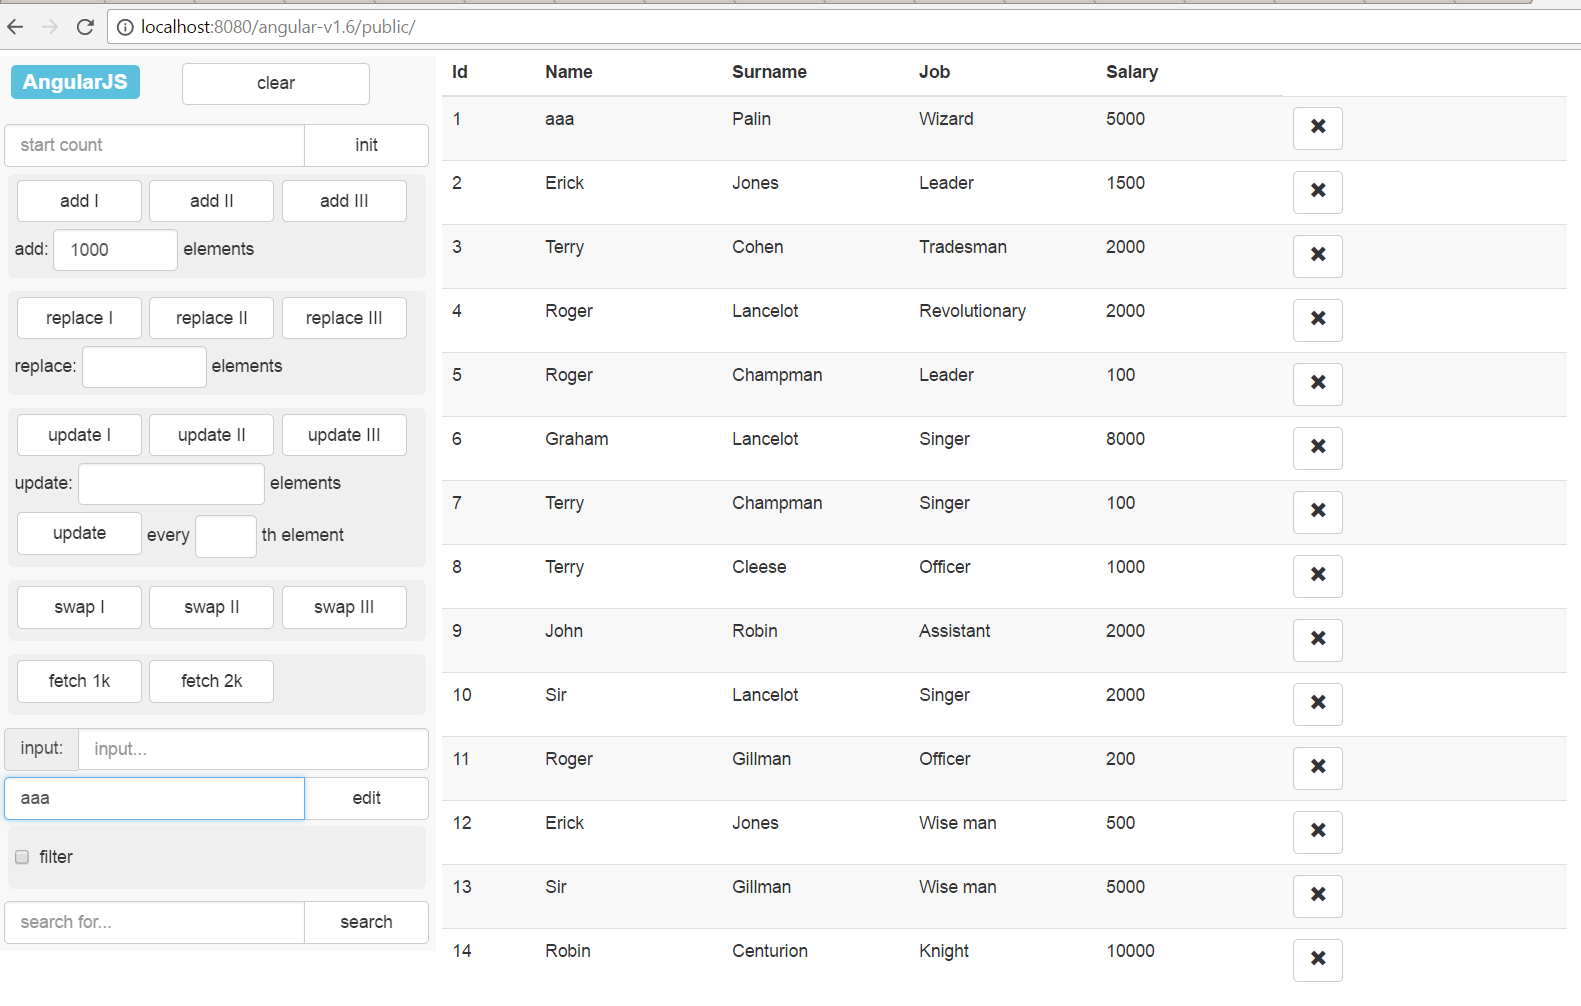 localhost:8080/angular-v1.6/public/
AngularJS clear
start count init
add I add II add III
add: 1000 elements
replace I replace II replace III
replace: elements
update I update II update III
update: elements
update every th element
swap I swap II swap III
fetch 1k fetch 2k
input: input...
aaa edit
filter
search for... search
Id Name Surname Job Salary
1 aaa Palin Wizard 5000
2 Erick Jones Leader 1500
3 Terry Cohen Tradesman 2000
4 Roger Lancelot Revolutionary 2000
5 Roger Champman Leader 100
6 Graham Lancelot Singer 8000
7 Terry Champman Singer 100
8 Terry Cleese Officer 1000
9 John Robin Assistant 2000
10 Sir Lancelot Singer 2000
11 Roger Gillman Officer 200
12 Erick Jones Wise man 500
13 Sir Gillman Wise man 5000
14 Robin Centurion Knight 10000